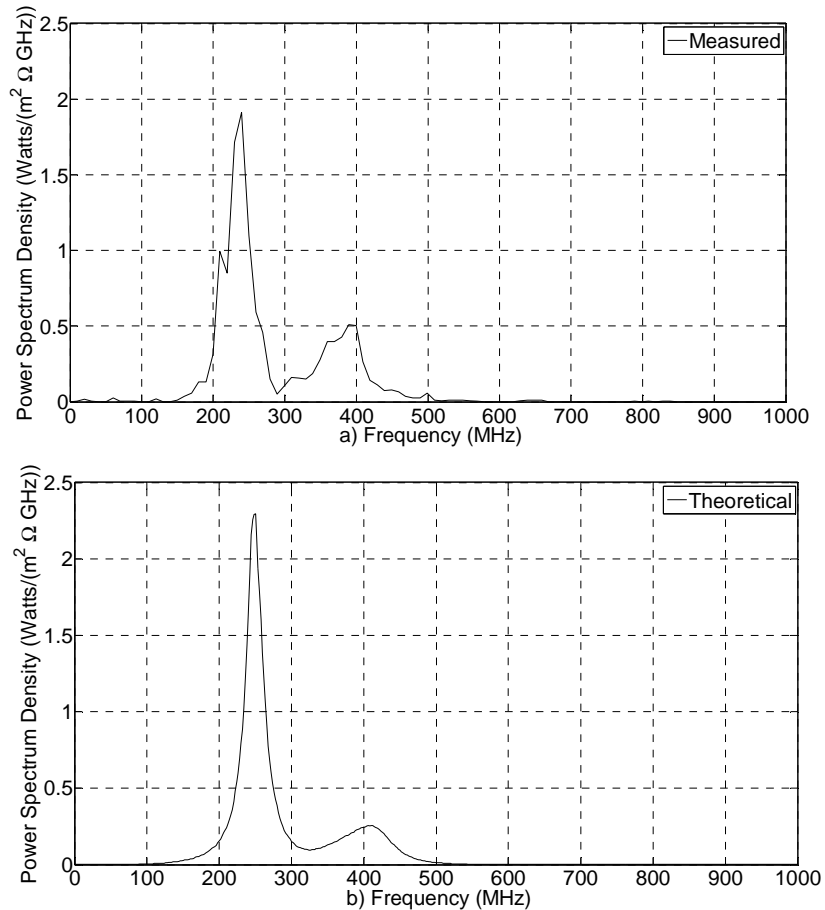 Power Spectrum Density (Watts/(m² Ω GHz))
2.5
2
1.5
1
0.5
0
Measured
0 100 200 300 400 500 600 700 800 900 1000
a) Frequency (MHz)
Power Spectrum Density (Watts/(m² Ω GHz))
2.5
2
1.5
1
0.5
0
Theoretical
0 100 200 300 400 500 600 700 800 900 1000
b) Frequency (MHz)